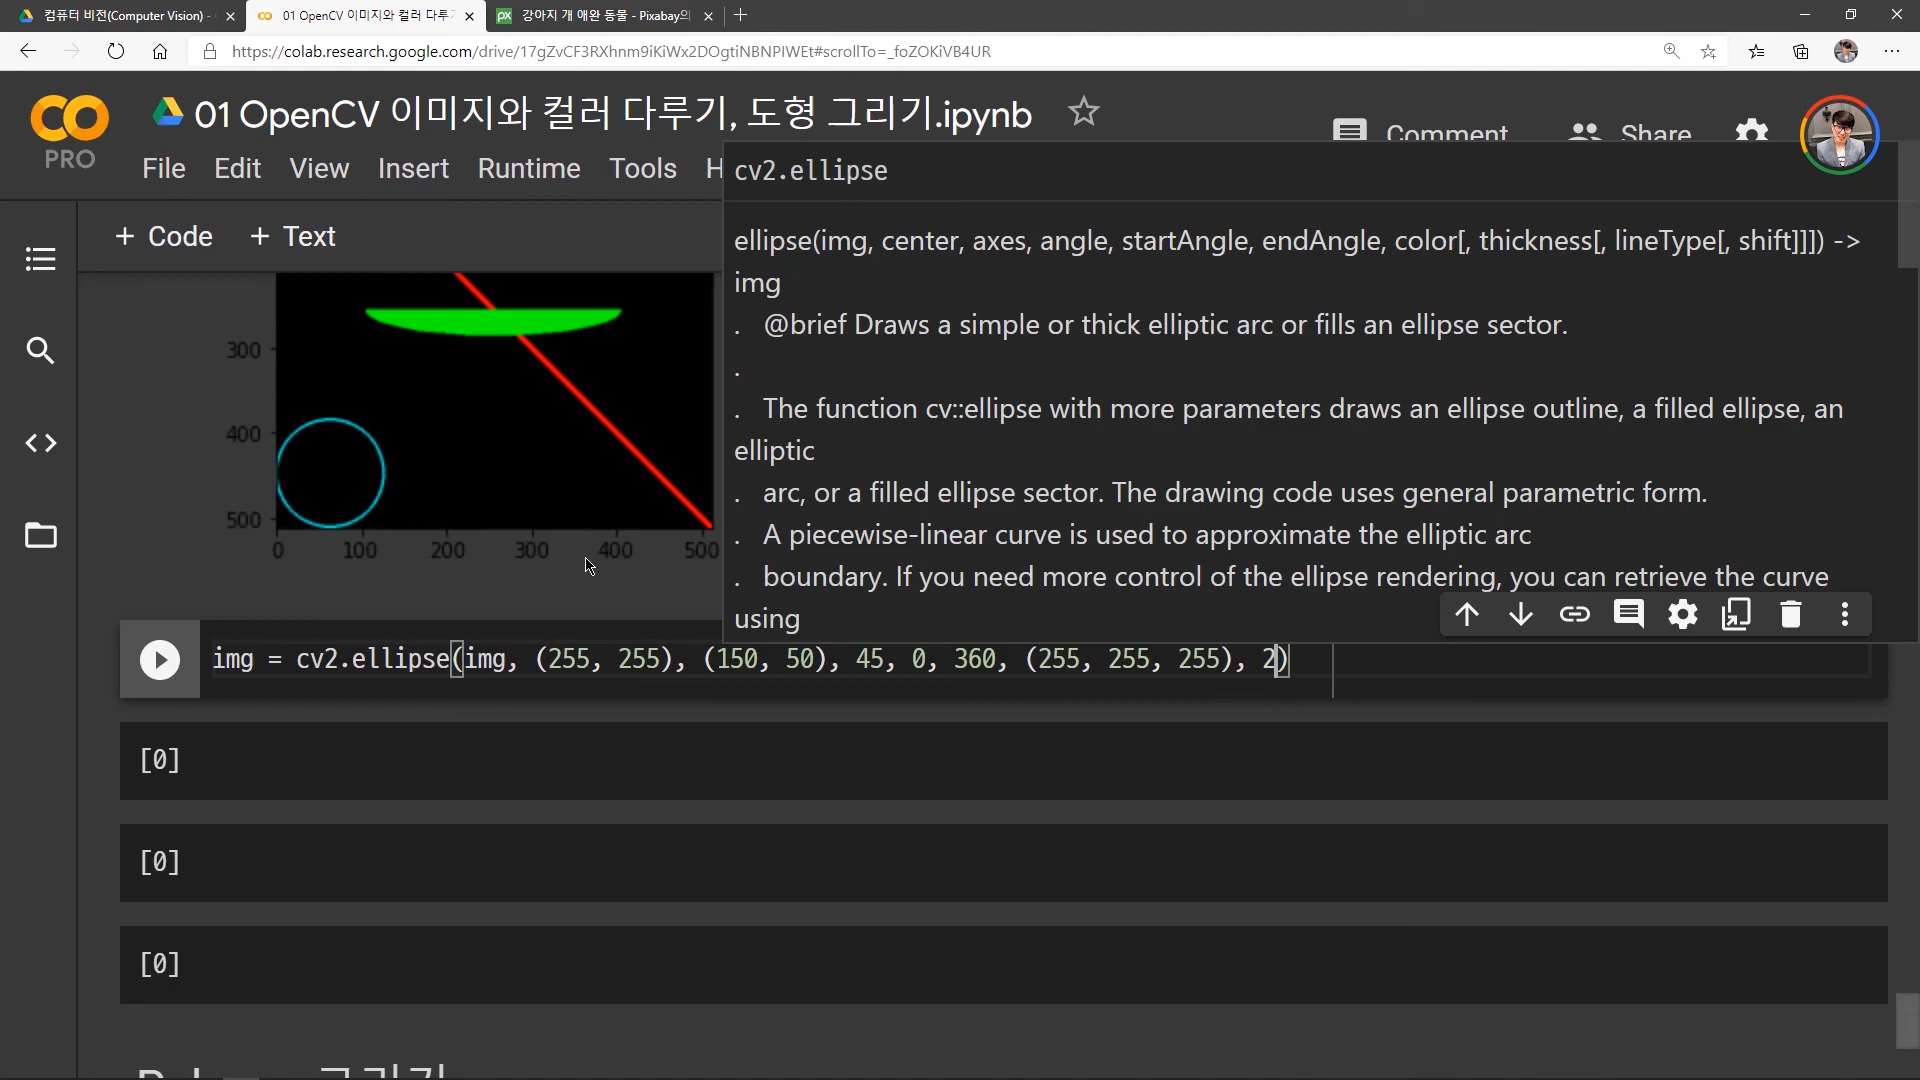 컴퓨터 비전(Computer Vision) -
01 OpenCV 이미지와 컬러 다루
강아지 개 애완 동물 - Pixabay의
https://colab.research.google.com/drive/17gZvCF3RXhnm9iKiWx2DOgtiNBNPIWEt#scrollTo=_foZOKiVB4UR
CO
PRO
01 OpenCV 이미지와 컬러 다루기, 도형 그리기.ipynb
Comment
Share
File Edit View Insert Runtime Tools H
+ Code + Text
cv2.ellipse
ellipse(img, center, axes, angle, startAngle, endAngle, color[, thickness[, lineType[, shift]]]) ->
img
. @brief Draws a simple or thick elliptic arc or fills an ellipse sector.
.
. The function cv::ellipse with more parameters draws an ellipse outline, a filled ellipse, an
elliptic
. arc, or a filled ellipse sector. The drawing code uses general parametric form.
. A piecewise-linear curve is used to approximate the elliptic arc
. boundary. If you need more control of the ellipse rendering, you can retrieve the curve
using
300
400
500
0 100 200 300 400 500
img = cv2.ellipse(img, (255, 255), (150, 50), 45, 0, 360, (255, 255, 255), 2)
[0]
[0]
[0]